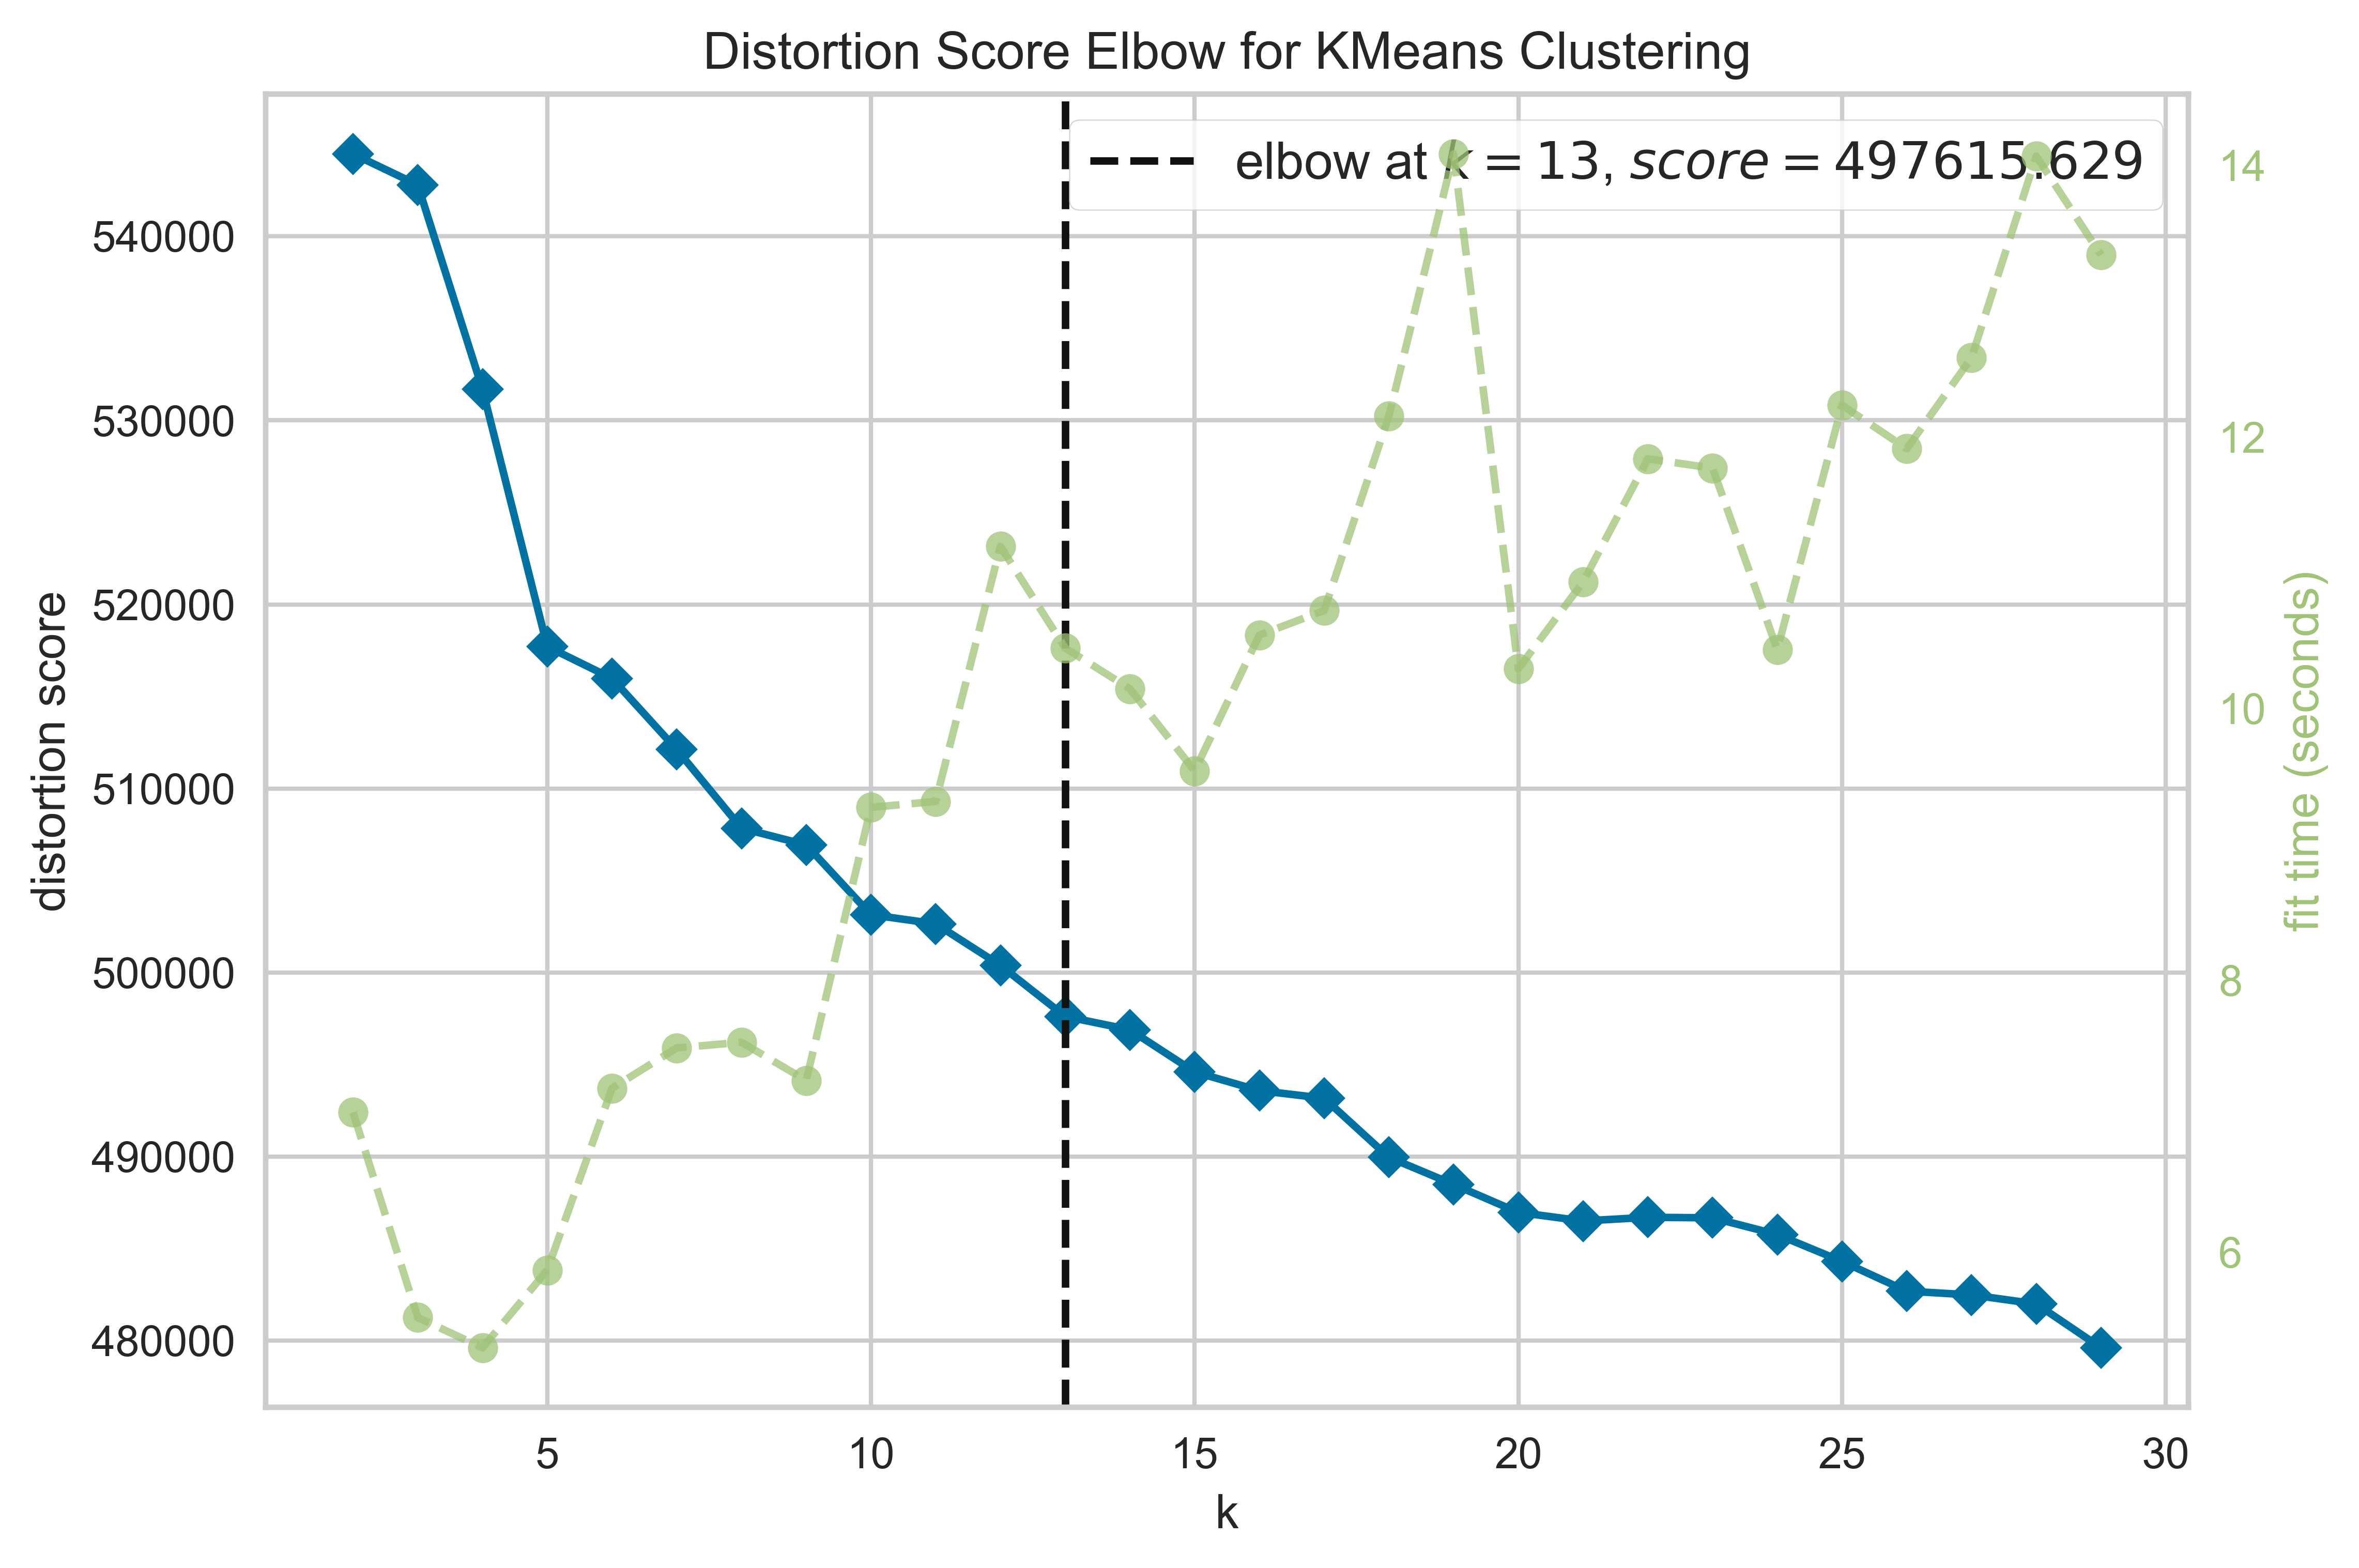 Distortion Score Elbow for KMeans Clustering
elbow at k = 13, score = 497615.629
540000
530000
520000
510000
500000
490000
480000
distortion score
14
12
10
8
6
fit time (seconds)
5 10 15 20 25 30
k